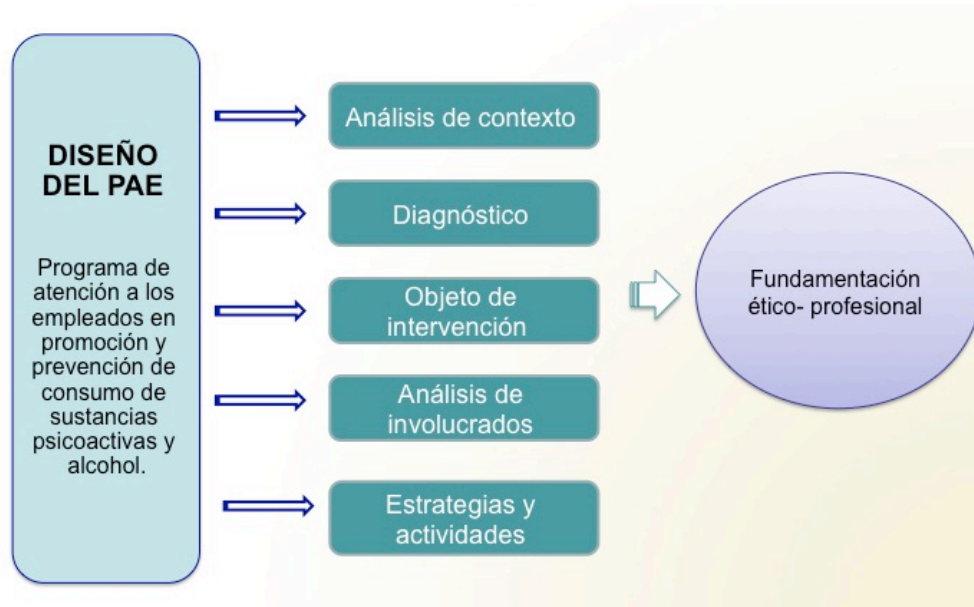 DISEÑO
DEL PAE
Programa de
atención a los
empleados en
promoción y
prevención de
consumo de
sustancias
psicoactivas y
alcohol.
Análisis de contexto
Diagnóstico
Objeto de
intervención
Análisis de
involucrados
Estrategias y
actividades
Fundamentación
ético- profesional